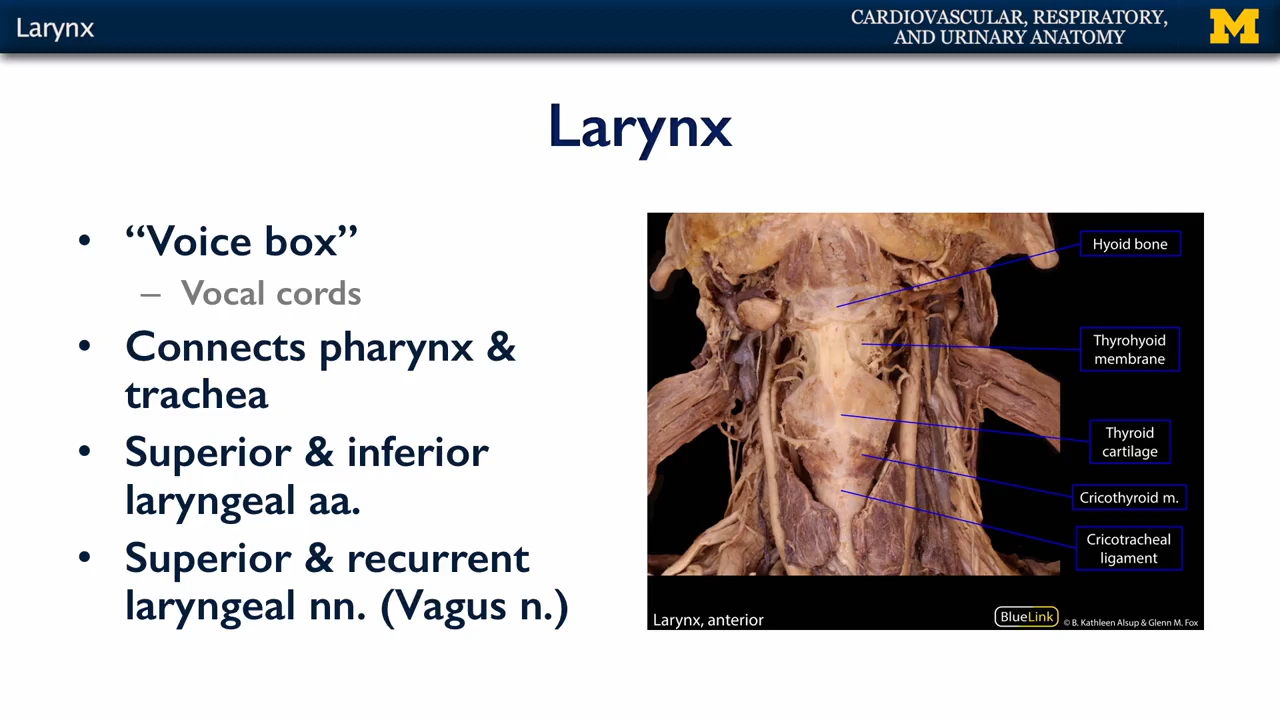 Larynx
CARDIOVASCULAR, RESPIRATORY,
AND URINARY ANATOMY
M
Larynx
• “Voice box”
– Vocal cords
• Connects pharynx &
trachea
• Superior & inferior
laryngeal aa.
• Superior & recurrent
laryngeal nn. (Vagus n.)
Hyoid bone
Thyrohyoid
membrane
Thyroid
cartilage
Cricothyroid m.
Cricotracheal
ligament
Larynx, anterior
BlueLink
© B. Kathleen Alsup & Glenn M. Fox